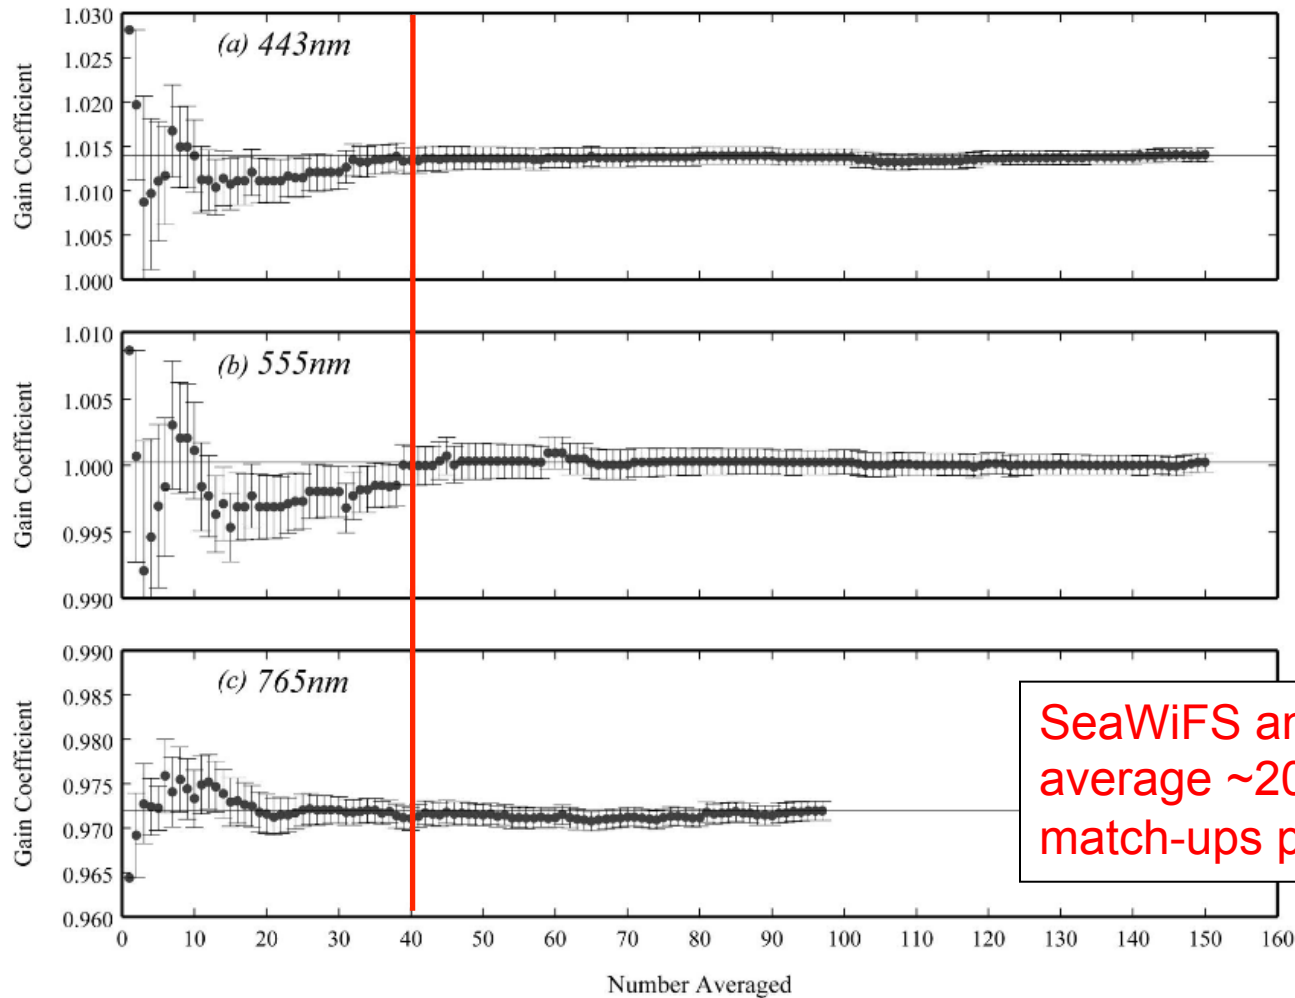 1.030
1.025
1.020
1.015
1.010
1.005
1.000
Gain Coefficient
(a) 443nm
1.010
1.005
1.000
0.995
0.990
Gain Coefficient
(b) 555nm
0.990
0.985
0.980
0.975
0.970
0.965
0.960
Gain Coefficient
(c) 765nm
SeaWiFS
average ~20
match-ups
0 10 20 30 40 50 60 70 80 90 100 110 120 130 140 150 160
Number Averaged